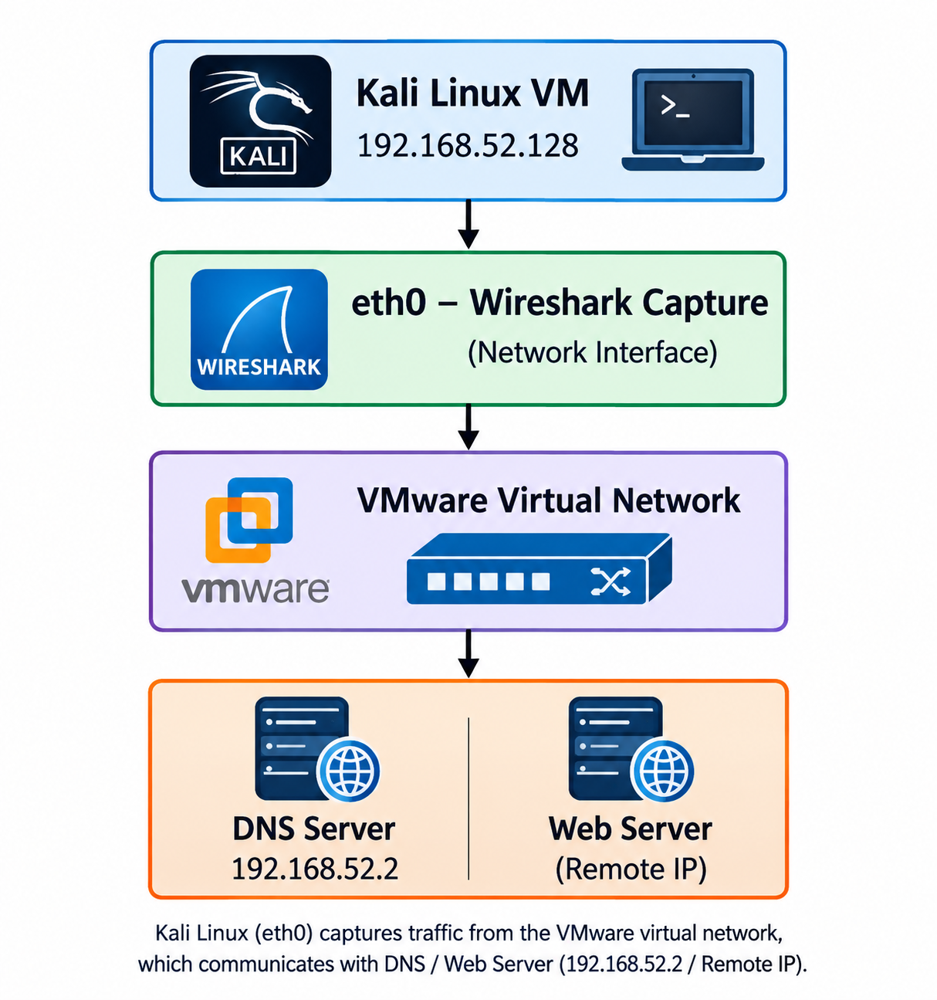 KALI
Kali Linux VM
192.168.52.128
>_
WIRESHARK
eth0 – Wireshark Capture
(Network Interface)
vmware
VMware Virtual Network
DNS Server
192.168.52.2
Web Server
(Remote IP)
Kali Linux (eth0) captures traffic from the VMware virtual network,
which communicates with DNS / Web Server (192.168.52.2 / Remote IP).